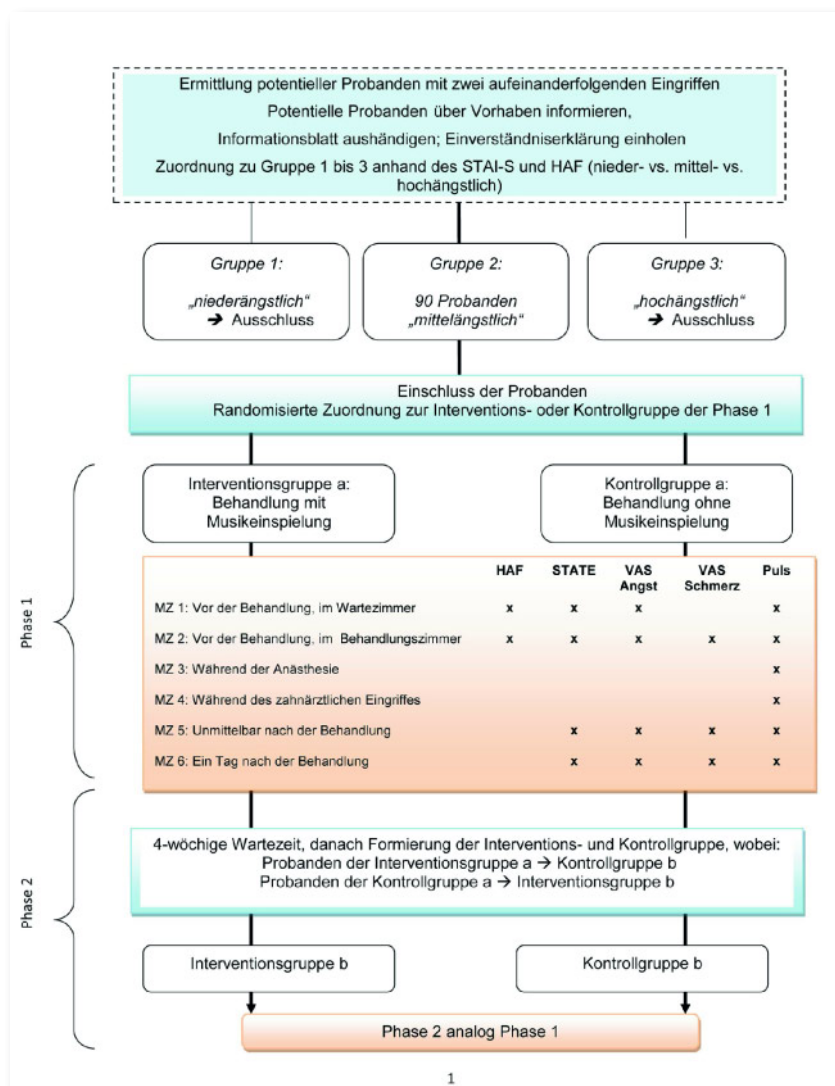 Ermittlung potentieller Probanden mit zwei aufeinanderfolgenden Eingriffen
Potentielle Probanden über Vorhaben informieren,
Informationsblatt aushändigen; Einverständniserklärung einholen
Zuordnung zu Gruppe 1 bis 3 anhand des STAI-S und HAF (nieder- vs. mittel- vs.
hochängstlich)
Gruppe 1:
„niederängstlich“
➔ Ausschluss
Gruppe 2:
90 Probanden
„mittelängstlich“
Gruppe 3:
„hochängstlich“
➔ Ausschluss
Einschluss der Probanden
Randomisierte Zuordnung zur Interventions- oder Kontrollgruppe der Phase 1
Phase 1
Interventionsgruppe a:
Behandlung mit
Musikeinspielung
Kontrollgruppe a:
Behandlung ohne
Musikeinspielung
HAF STATE VAS Angst VAS Schmerz Puls
MZ 1: Vor der Behandlung, im Wartezimmer x x x x
MZ 2: Vor der Behandlung, im Behandlungszimmer x x x x x
MZ 3: Während der Anästhesie x
MZ 4: Während des zahnärztlichen Eingriffes x
MZ 5: Unmittelbar nach der Behandlung x x x x
MZ 6: Ein Tag nach der Behandlung x x x x
Phase 2
4-wöchige Wartezeit, danach Formierung der Interventions- und Kontrollgruppe, wobei:
Probanden der Interventionsgruppe a → Kontrollgruppe b
Probanden der Kontrollgruppe a → Interventionsgruppe b
Interventionsgruppe b
Kontrollgruppe b
Phase 2 analog Phase 1
1